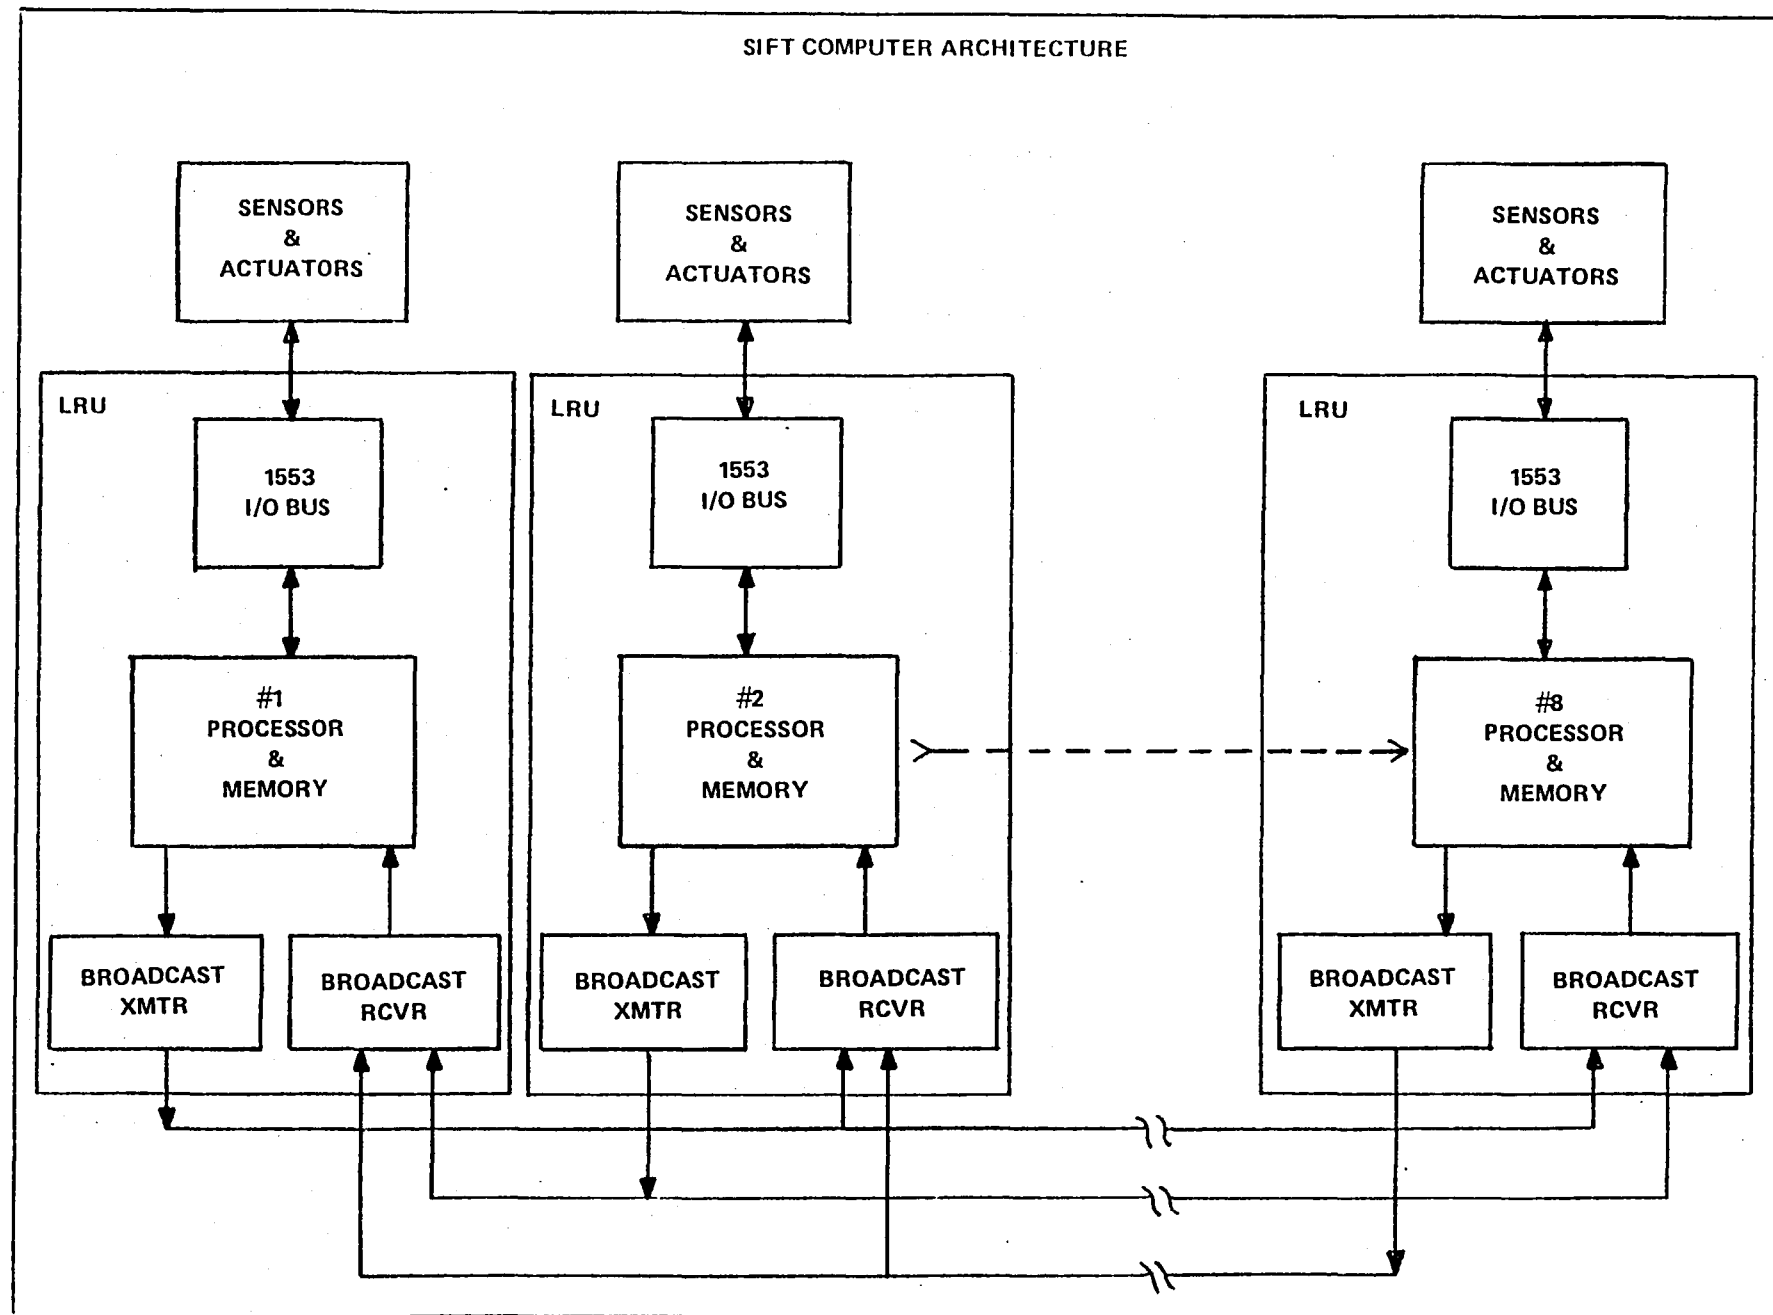 SIFT COMPUTER ARCHITECTURE
SENSORS
&
ACTUATORS
SENSORS
&
ACTUATORS
SENSORS
&
ACTUATORS
LRU
1553
I/O BUS
#1
PROCESSOR
&
MEMORY
BROADCAST
XMTR
BROADCAST
RCVR
LRU
1553
I/O BUS
#2
PROCESSOR
&
MEMORY
BROADCAST
XMTR
BROADCAST
RCVR
LRU
1553
I/O BUS
#8
PROCESSOR
&
MEMORY
BROADCAST
XMTR
BROADCAST
RCVR